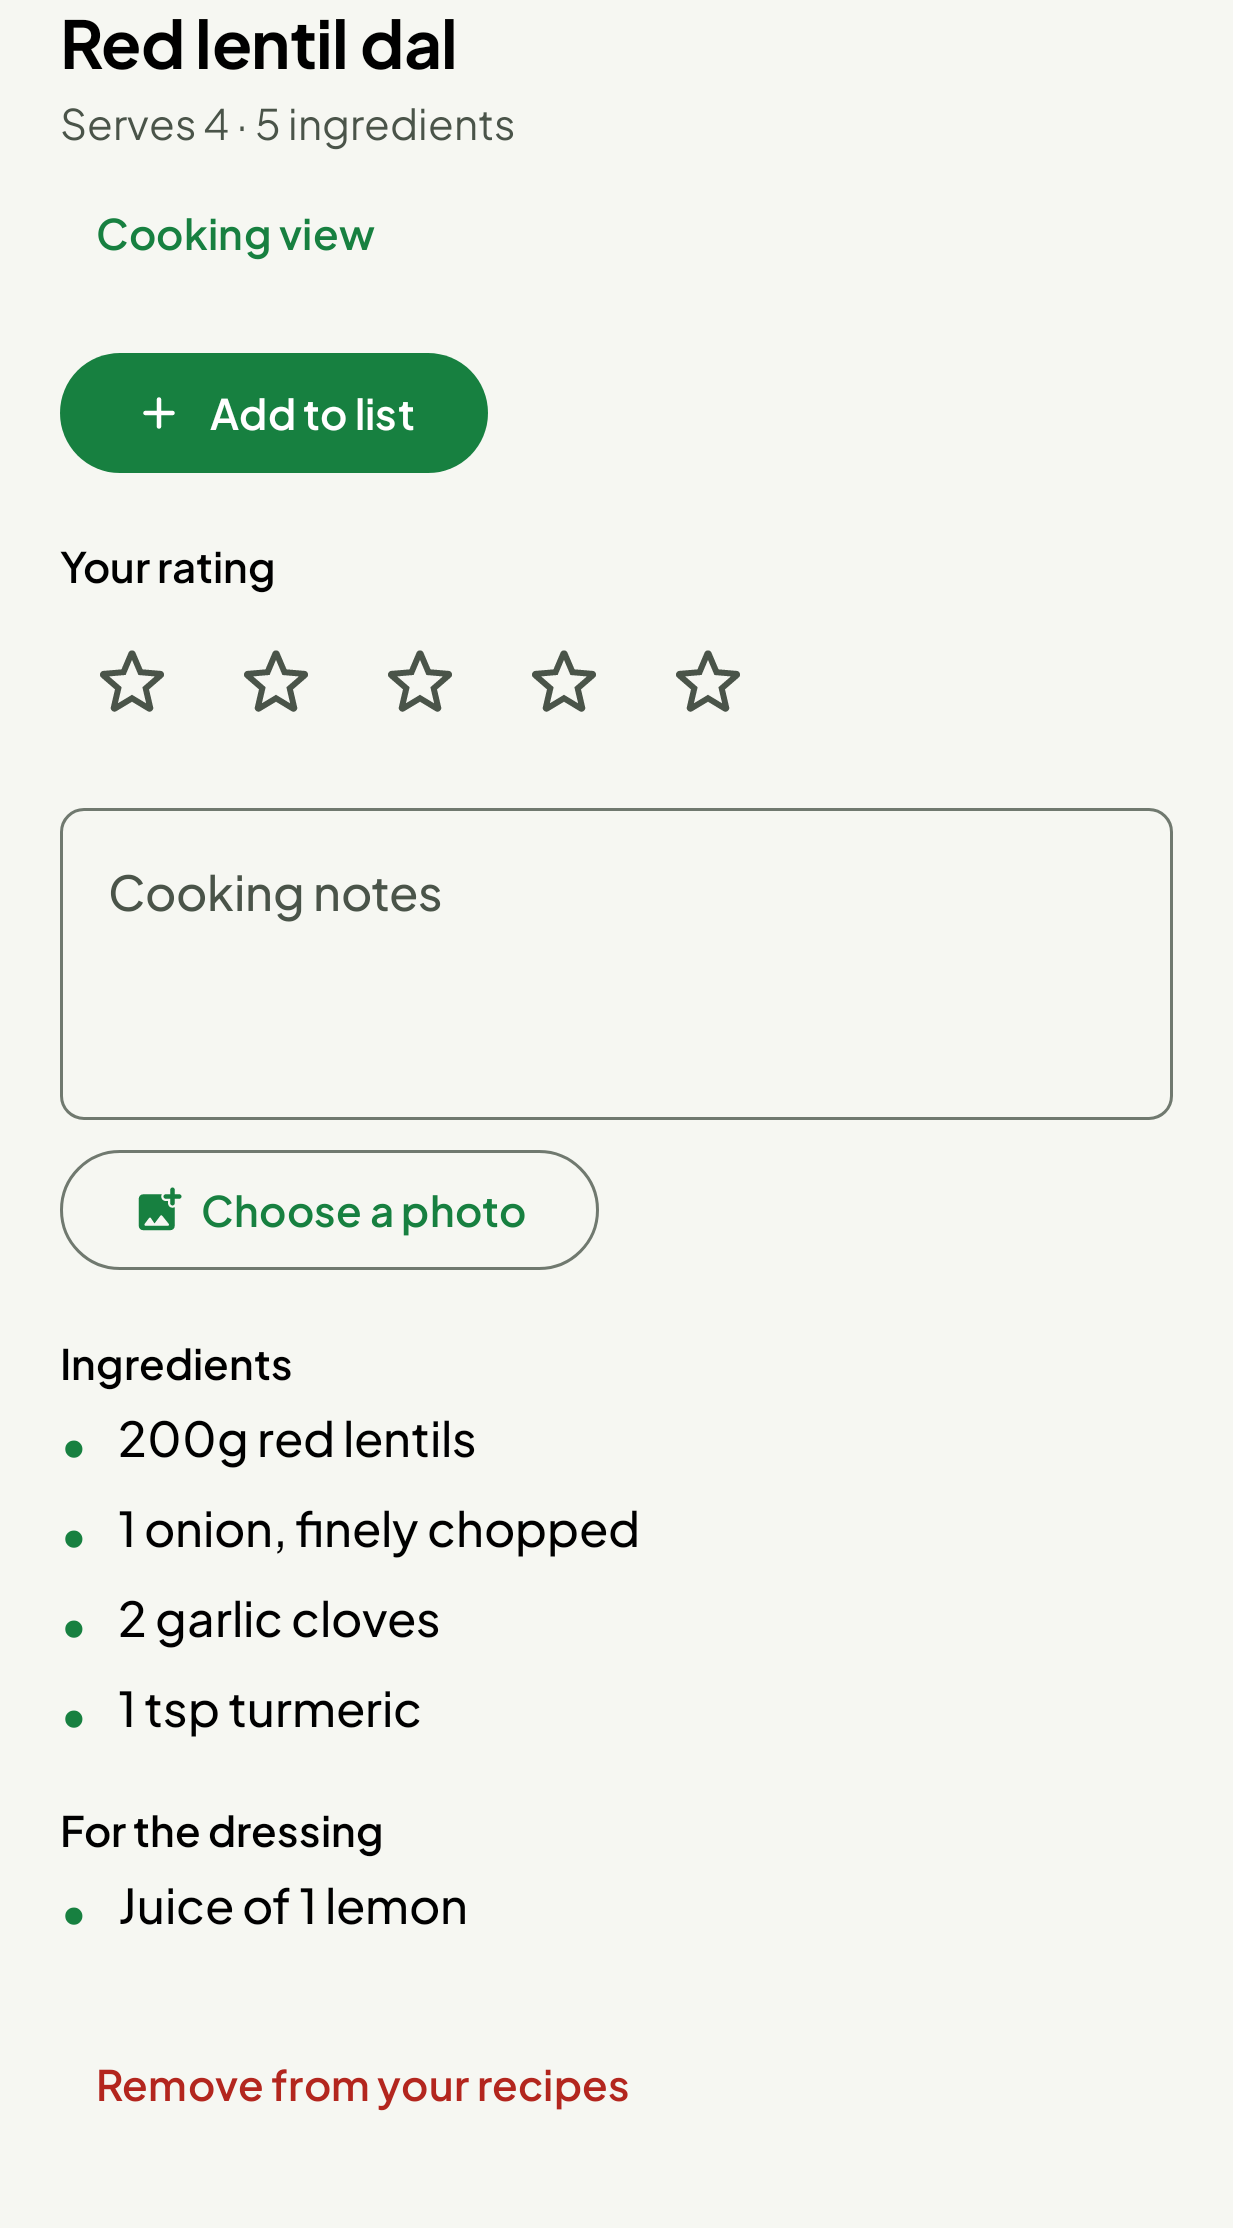 Red lentil dal
Serves 4 · 5 ingredients
Cooking view
Add to list
Your rating
Cooking notes
Choose a photo
Ingredients
200g red lentils
1 onion, finely chopped
2 garlic cloves
1 tsp turmeric
For the dressing
Juice of 1 lemon
Remove from your recipes